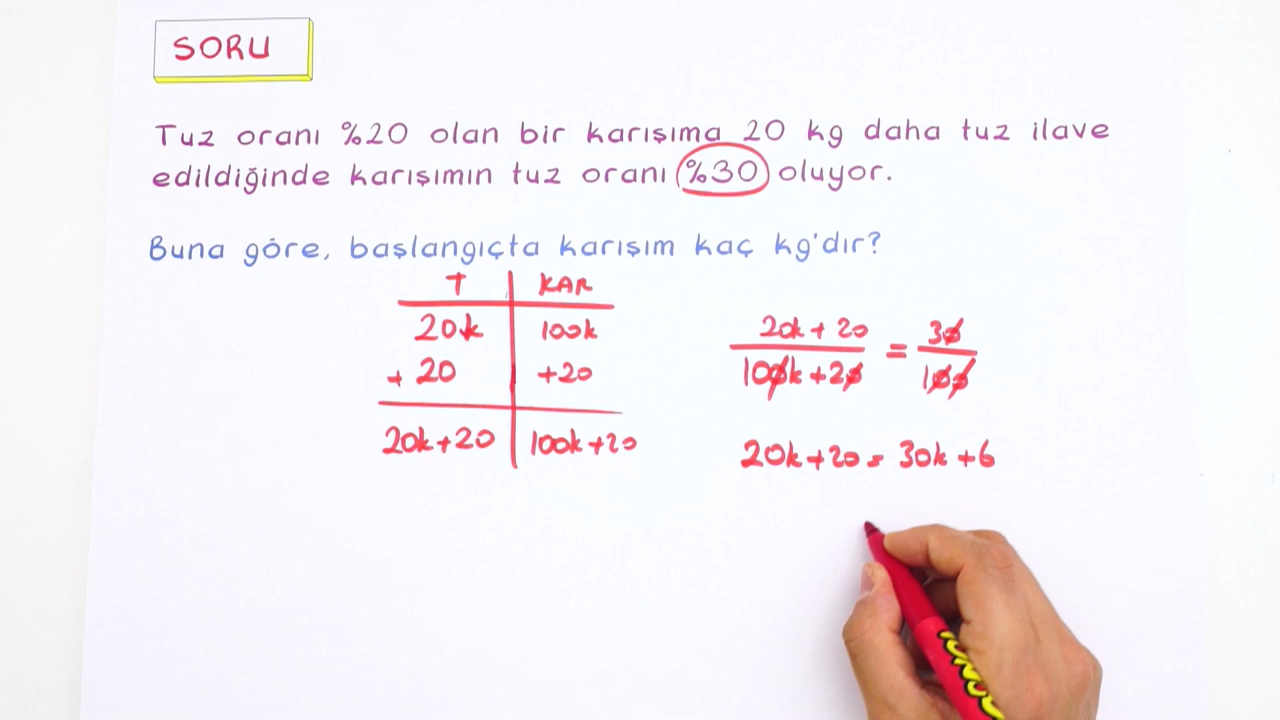 SORU
Tuz oranı %20 olan bir karışıma 20 kg daha tuz ilave
edildiğinde karışımın tuz oranı %30 oluyor.
Buna göre, başlangıçta karışım kaç kg'dır?
T KAR
20k 100k
+ 20 +20
20k+20 100k+20
20k + 20 = 30
100k + 20 100
20k+20 = 30k +6